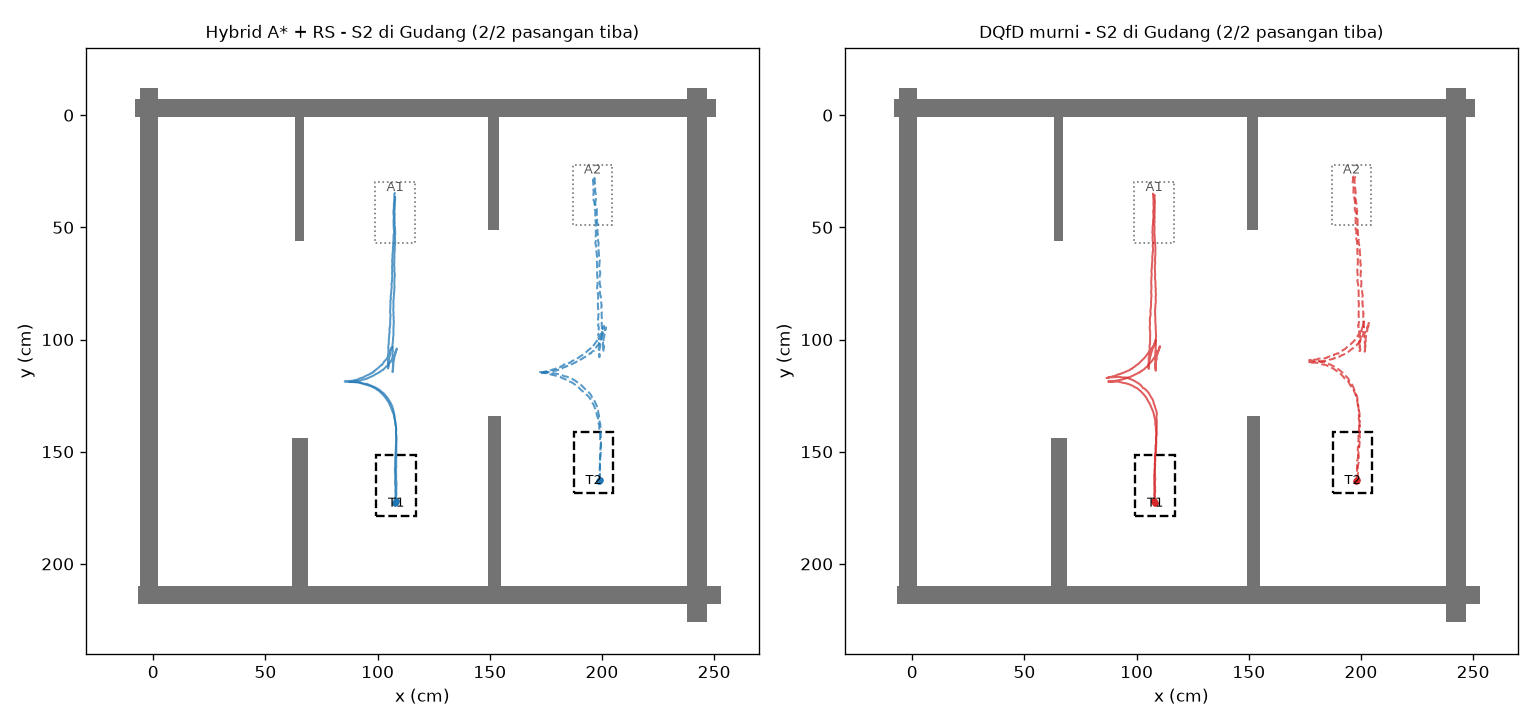 Hybrid A* + RS - S2 di Gudang (2/2 pasangan tiba)
A1
A2
T1
T2
0
50
100
150
200
y (cm)
0
50
100
150
200
250
x (cm)
DQfD murni - S2 di Gudang (2/2 pasangan tiba)
A1
A2
T1
T2
0
50
100
150
200
y (cm)
0
50
100
150
200
250
x (cm)